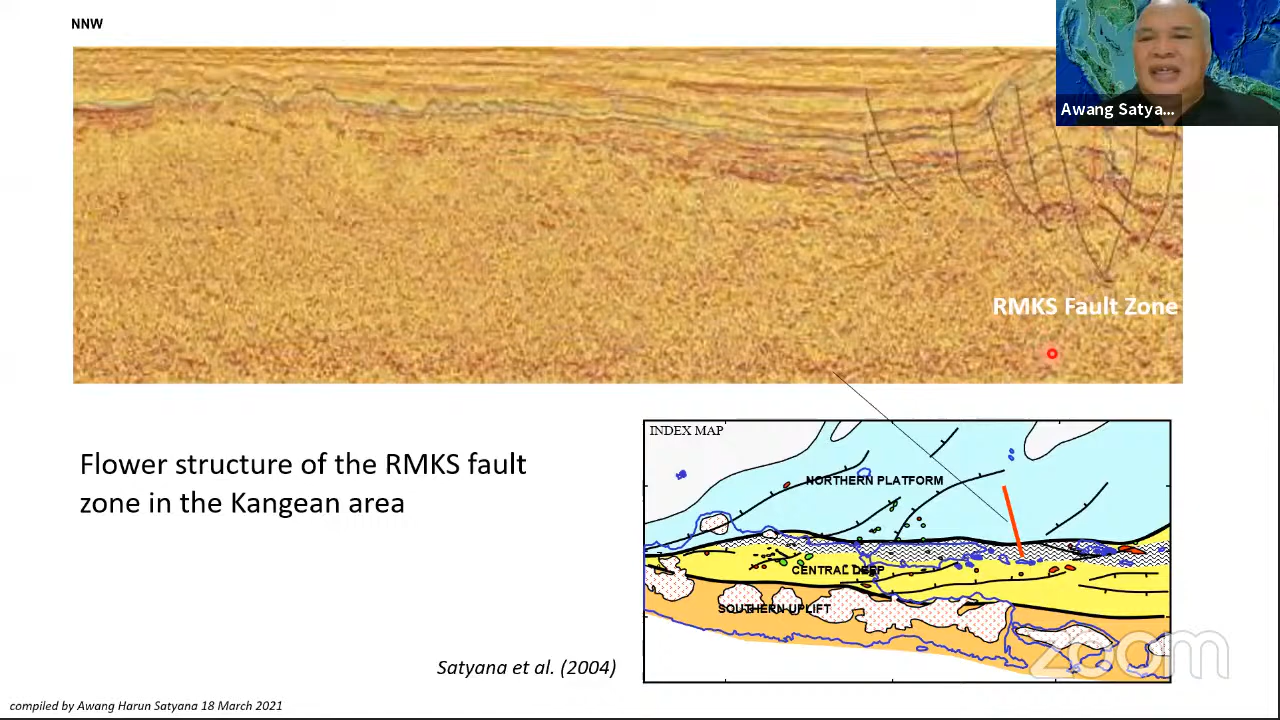 NNW
Awang Satya...
RMKS Fault Zone
Flower structure of the RMKS fault
zone in the Kangean area
INDEX MAP
NORTHERN PLATFORM
CENTRAL DEEP
SOUTHERN UPLIFT
Satyana et al. (2004)
zoom
compiled by Awang Harun Satyana 18 March 2021